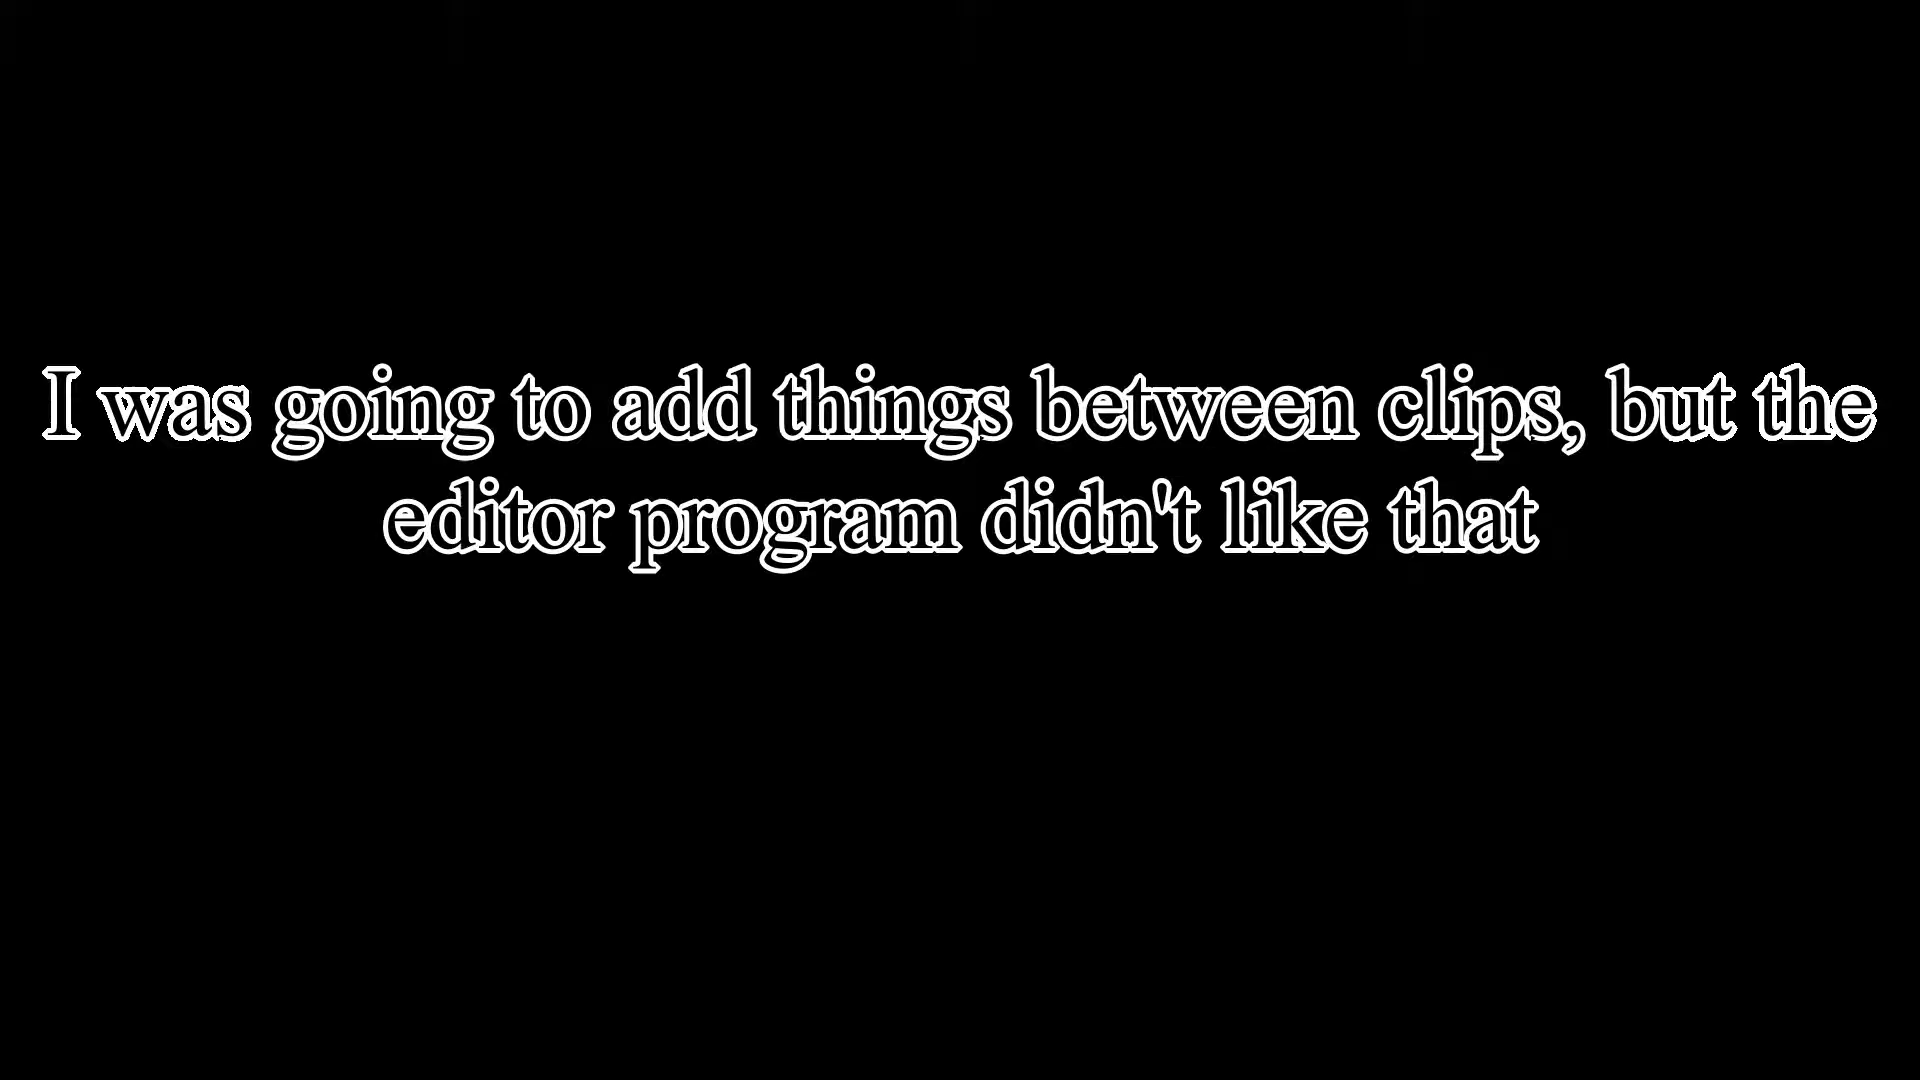 I was going to add things between clips, but the
editor program didn't like that